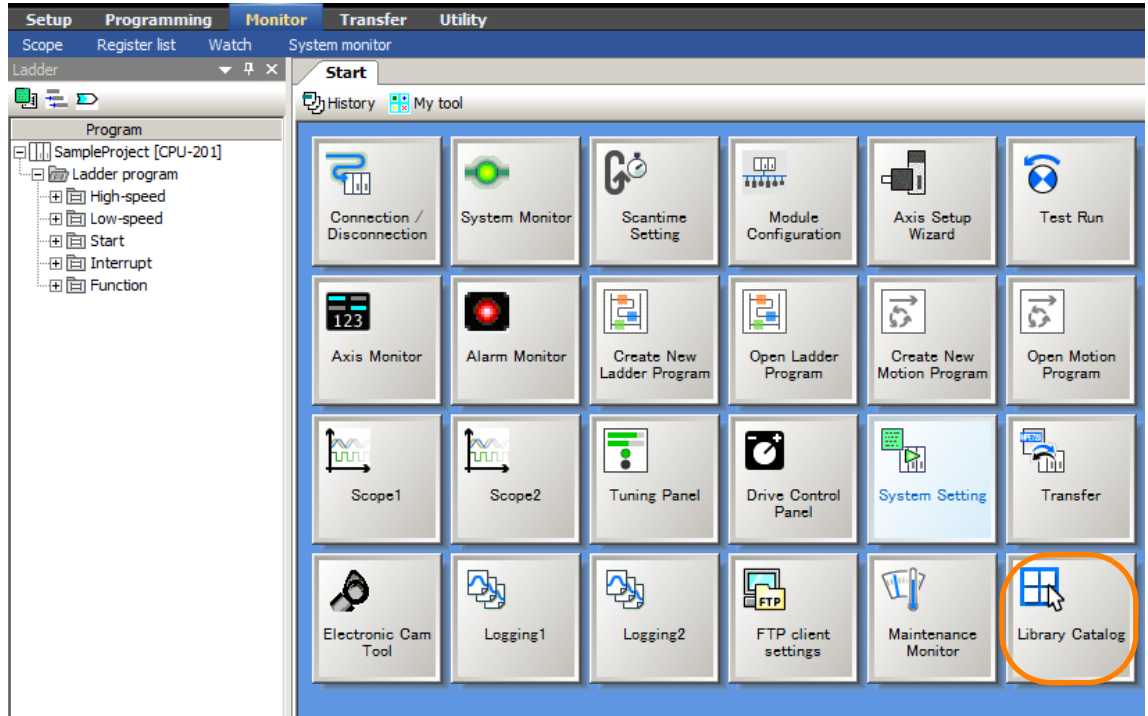 Setup Programming Monitor Transfer Utility
Scope Register list Watch System monitor
Ladder
Start
History My tool
Program
SampleProject [CPU-201]
Ladder program
High-speed
Low-speed
Start
Interrupt
Function
Connection /
Disconnection
System Monitor
Scantime
Setting
Module
Configuration
Axis Setup
Wizard
Test Run
123
Axis Monitor
Alarm Monitor
Create New
Ladder Program
Open Ladder
Program
Create New
Motion Program
Open Motion
Program
Scope1
Scope2
Tuning Panel
Drive Control
Panel
System Setting
Transfer
Electronic Cam
Tool
Logging1
Logging2
FTP
FTP client
settings
Maintenance
Monitor
Library Catalog